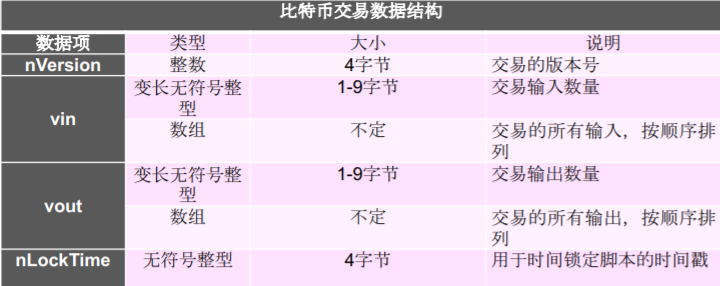 比特币交易数据结构
数据项 类型 大小 说明
nVersion 整数 4字节 交易的版本号
vin 变长无符号整型 1-9字节 交易输入数量
数组 不定 交易的所有输入，按顺序排列
vout 变长无符号整型 1-9字节 交易输出数量
数组 不定 交易的所有输出，按顺序排列
nLockTime 无符号整型 4字节 用于时间锁定脚本的时间戳